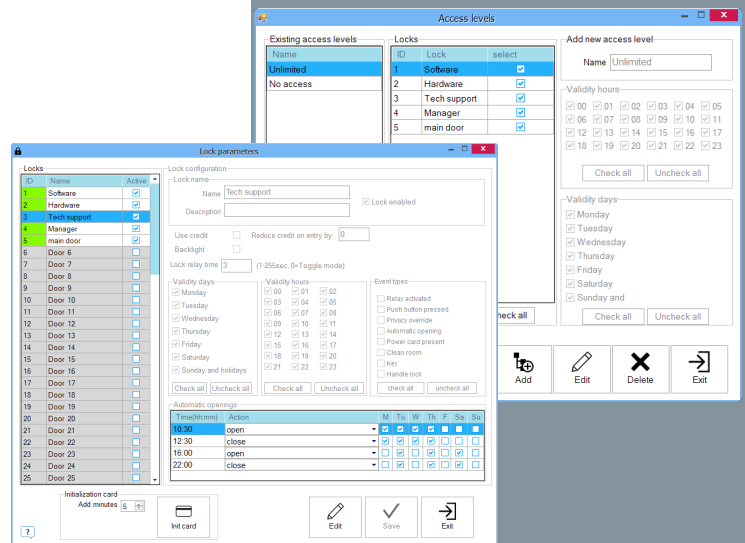 Access levels
Existing access levels
Name
Unlimited
No access
Locks
ID Lock select
1 Software
2 Hardware
3 Tech support
4 Manager
5 main door
Add new access level
Name Unlimited
Validity hours
00 01 02 03 04 05
06 07 08 09 10 11
12 13 14 15 16 17
18 19 20 21 22 23
Check all Uncheck all
Validity days
Monday
Tuesday
Wednesday
Thursday
Friday
Saturday
Sunday and
Check all Uncheck all
heck all
Add Edit Delete Exit
Lock parameters
Locks
ID Name Active
1 Software
2 Hardware
3 Tech support
4 Manager
5 main door
6 Door 6
7 Door 7
8 Door 8
9 Door 9
10 Door 10
11 Door 11
12 Door 12
13 Door 13
14 Door 14
15 Door 15
16 Door 16
17 Door 17
18 Door 18
19 Door 19
20 Door 20
21 Door 21
22 Door 22
23 Door 23
24 Door 24
25 Door 25
Lock configuration
Lock name
Name Tech support
Lock enabled
Description
Use credit Reduce credit on entry by: 0
Backlight
Lock relay time 3 (1-255sec, 0=Toggle mode)
Validity days
Monday
Tuesday
Wednesday
Thursday
Friday
Saturday
Sunday and holidays
Check all Uncheck all
Validity hours
00 01 02
03 04 05
06 07 08
09 10 11
12 13 14
15 16 17
18 19 20
21 22 23
Check all Uncheck all
Event types
Relay activated
Push button pressed
Privacy override
Automatic opening
Power card present
Clean room
Key
Handle lock
check all uncheck all
Automatic openings
Time(hh:mm) Action M Tu W Th F Sa Su
10:30 open
12:30 close
16:00 open
22:00 close
Initialization card
Add minutes 5
Init card
Edit Save Exit
?